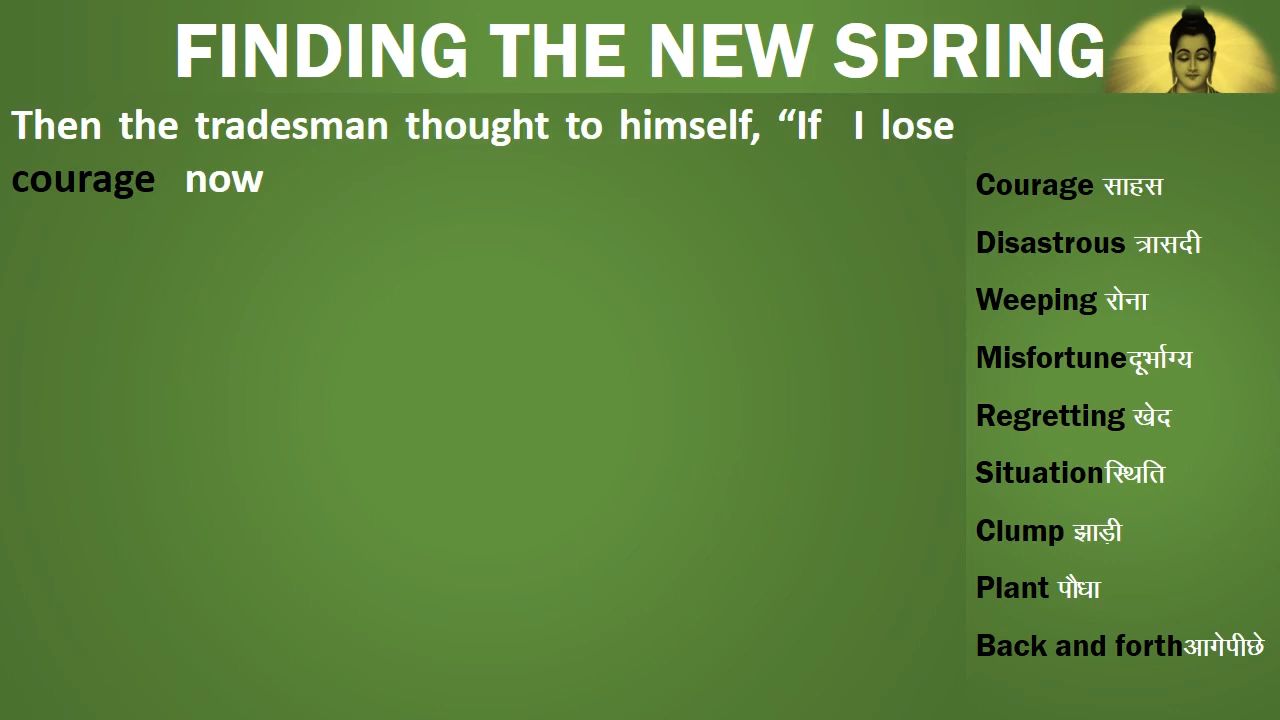 FINDING THE NEW SPRING
Then the tradesman thought to himself, “If I lose
courage now
Courage साहस
Disastrous त्रासदी
Weeping रोना
Misfortuneदूर्भाग्य
Regretting खेद
Situationस्थिति
Clump झाड़ी
Plant पौधा
Back and forthआगेपीछे